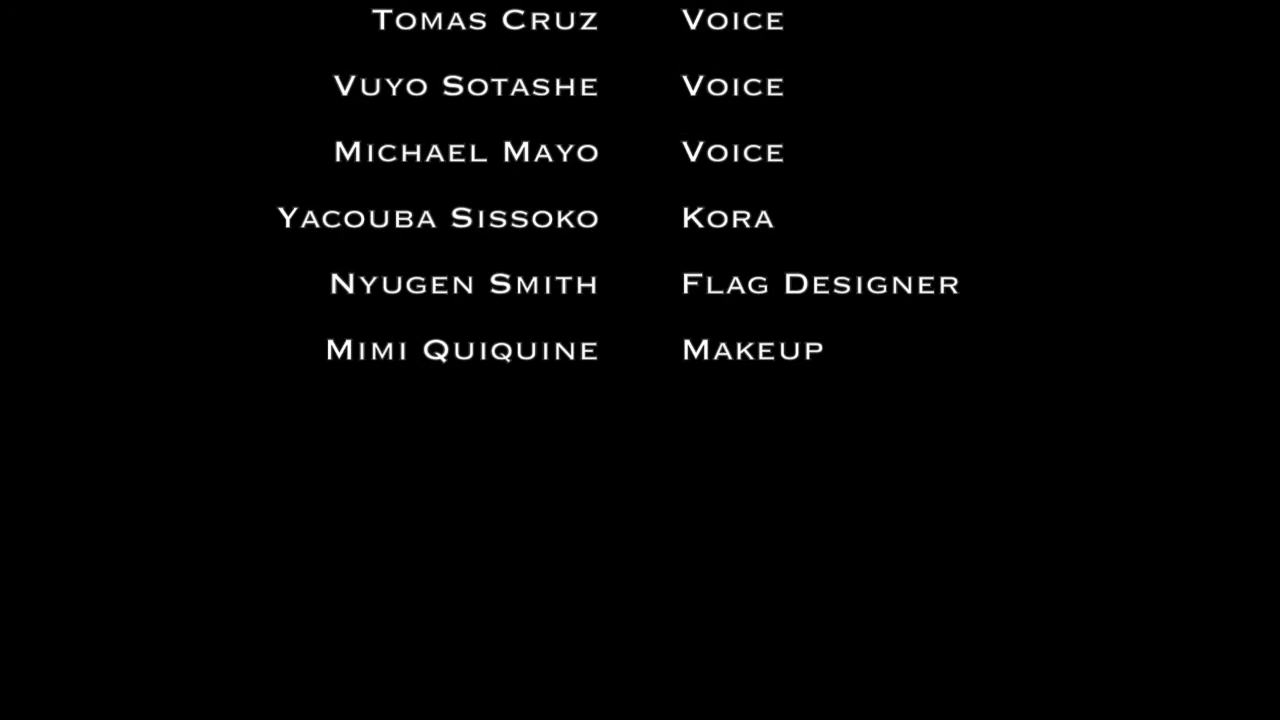 Tomas Cruz Voice
Vuyo Sotashe Voice
Michael Mayo Voice
Yacouba Sissoko Kora
Nyugen Smith Flag Designer
Mimi Quiquine Makeup